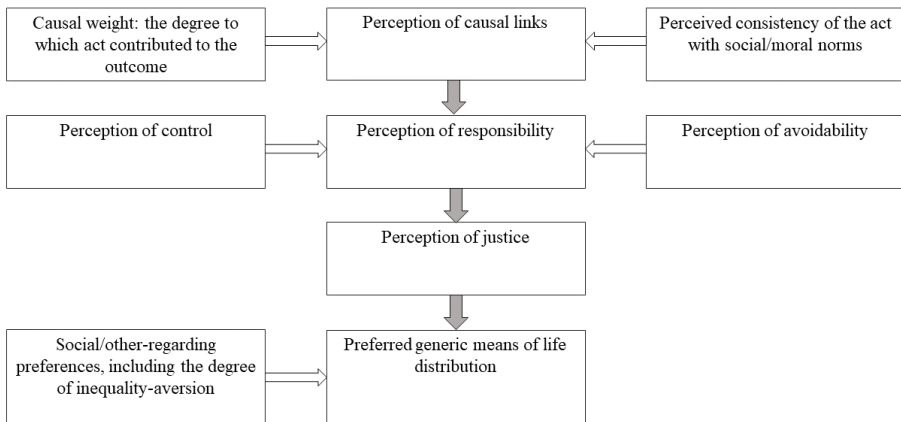 Causal weight: the degree to
which act contributed to the
outcome
Perception of causal links
Perceived consistency of the act
with social/moral norms
Perception of control
Perception of responsibility
Perception of avoidability
Perception of justice
Social/other-regarding
preferences, including the degree
of inequality-aversion
Preferred generic means of life
distribution